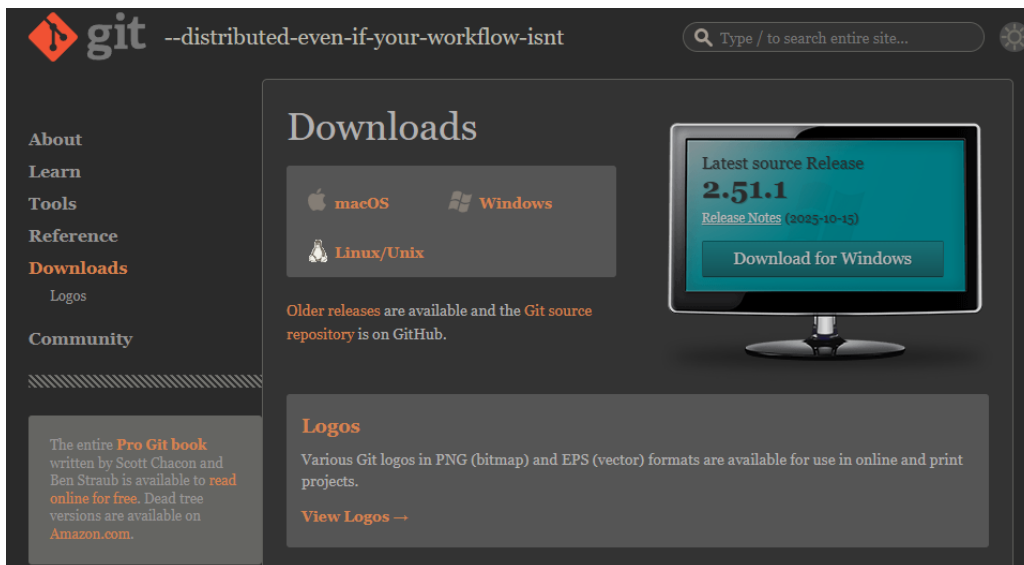 git --distributed-even-if-your-workflow-isnt
Type / to search entire site...
About
Learn
Tools
Reference
Downloads
Logos
Community
The entire Pro Git book
written by Scott Chacon and
Ben Straub is available to read
online for free. Dead tree
versions are available on
Amazon.com.
Downloads
macOS
Windows
Linux/Unix
Older releases are available and the Git source
repository is on GitHub.
Latest source Release
2.51.1
Release Notes (2025-10-15)
Download for Windows
Logos
Various Git logos in PNG (bitmap) and EPS (vector) formats are available for use in online and print
projects.
View Logos →